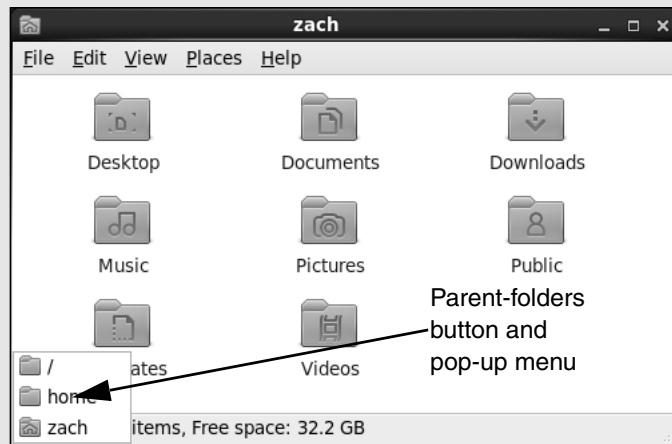 zach
File Edit View Places Help
Desktop Documents Downloads
Music Pictures Public
Parent-folders
button and
pop-up menu
ates Videos
/
home
zach items, Free space: 32.2 GB